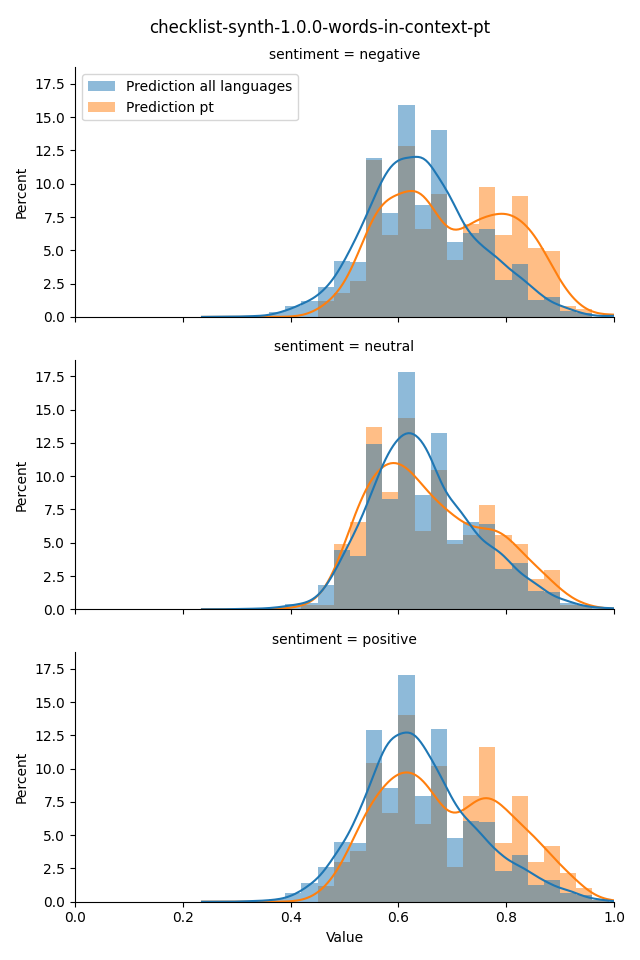 checklist-synth-1.0.0-words-in-context-pt
sentiment = negative
Prediction all languages
Prediction pt
17.5
15.0
12.5
10.0
7.5
5.0
2.5
0.0
Percent
sentiment = neutral
17.5
15.0
12.5
10.0
7.5
5.0
2.5
0.0
Percent
sentiment = positive
17.5
15.0
12.5
10.0
7.5
5.0
2.5
0.0
Percent
0.0 0.2 0.4 0.6 0.8 1.0
Value